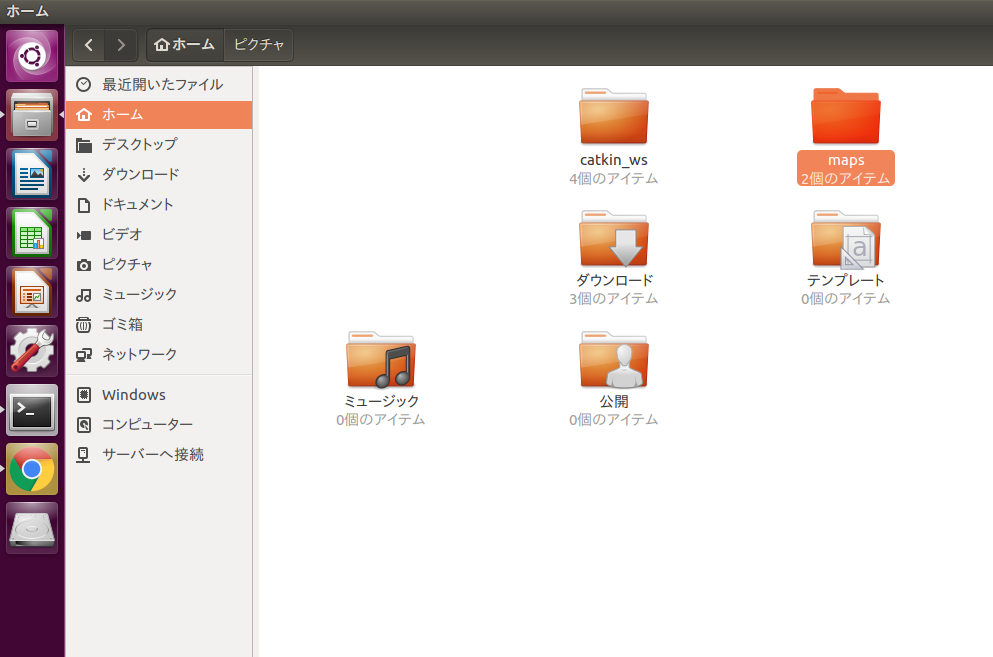 ホーム
ホーム
ピクチャ
最近開いたファイル
ホーム
デスクトップ
ダウンロード
ドキュメント
ビデオ
ピクチャ
ミュージック
ゴミ箱
ネットワーク
Windows
コンピューター
サーバーへ接続
catkin_ws
4個のアイテム
maps
2個のアイテム
ダウンロード
3個のアイテム
テンプレート
0個のアイテム
ミュージック
0個のアイテム
公開
0個のアイテム